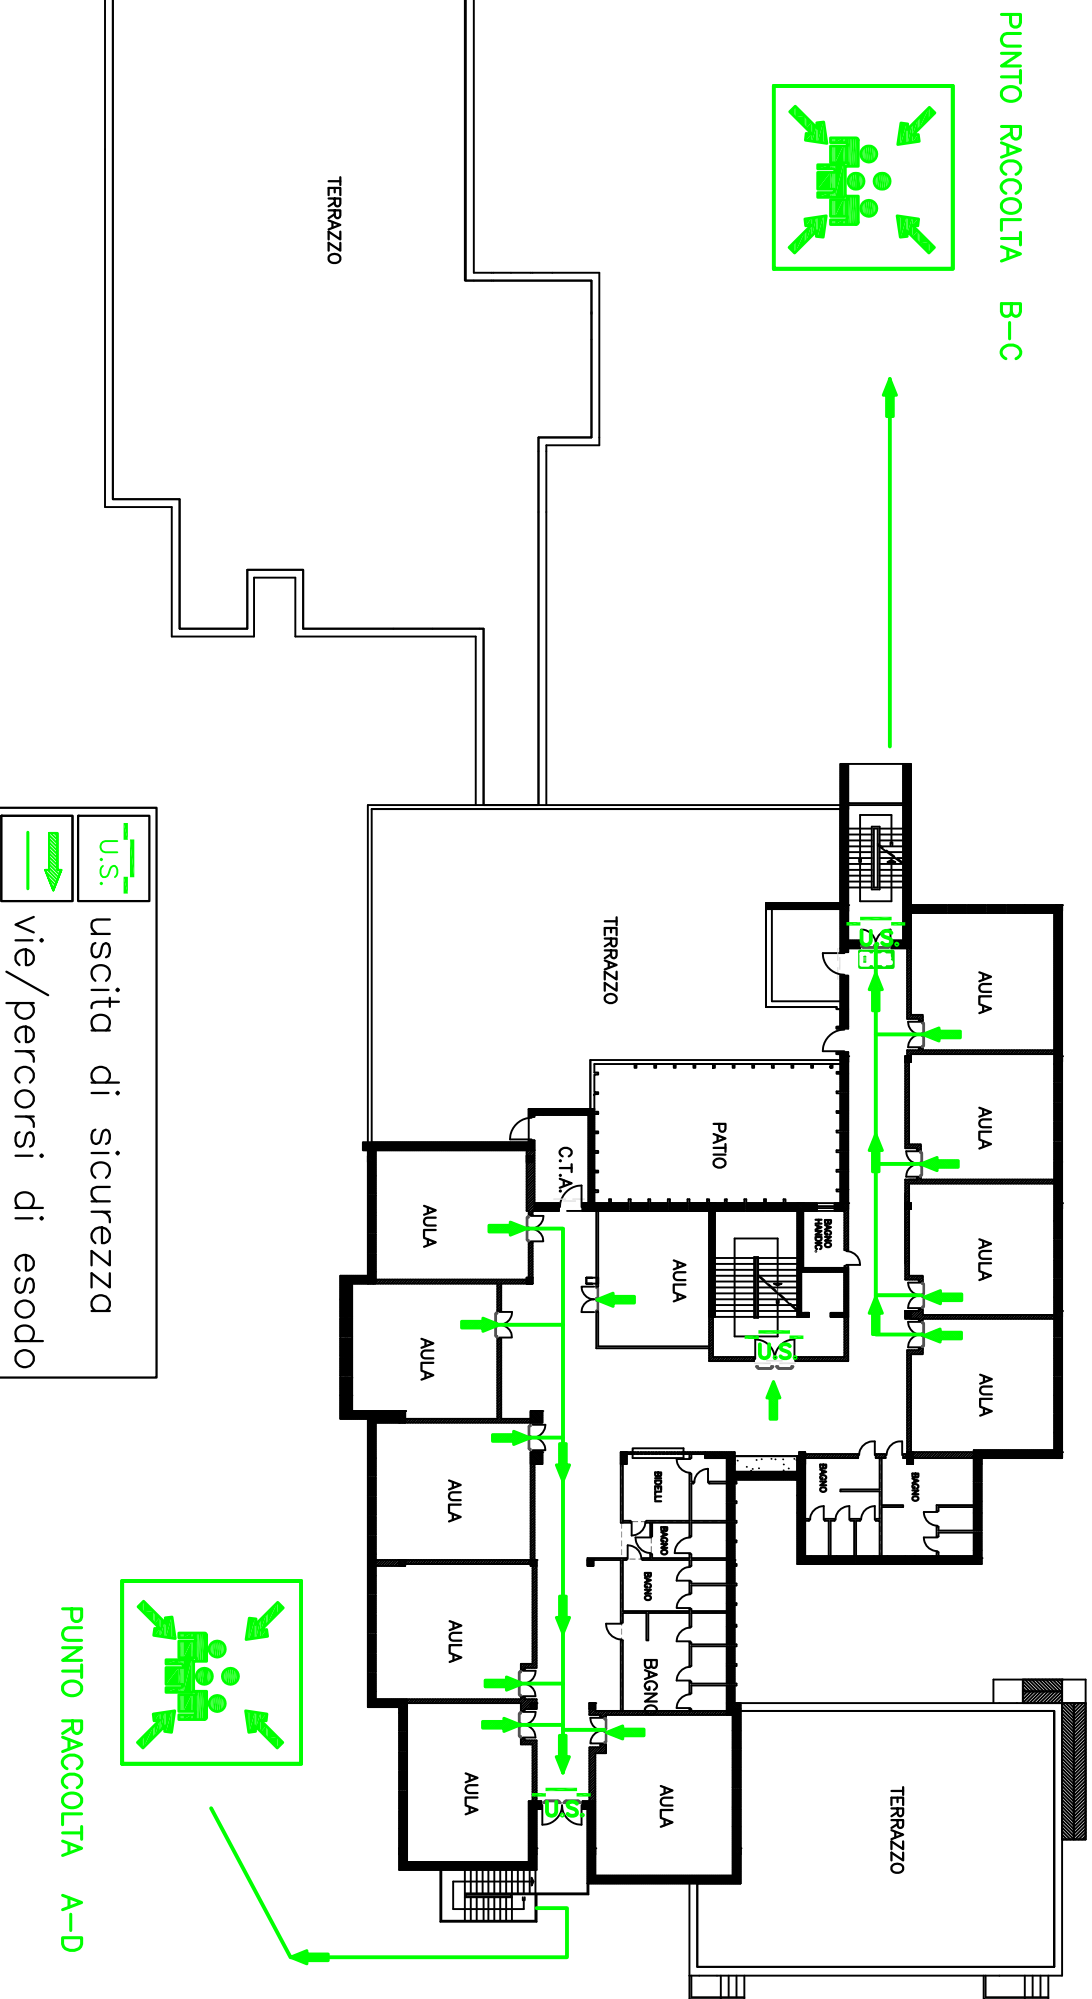 PUNTO RACCOLTA B-C
TERRAZZO
U.S.
AULA
AULA
AULA
AULA
TERRAZZO
PATIO
C.T.A.
BAGNO
HANDIC.
AULA
U.S.
AULA
AULA
AULA
AULA
AULA
AULA
BIDELLI
BAGNO
BAGNO
BAGNO
BAGNO
BAGNO
U.S.
TERRAZZO
PUNTO RACCOLTA A-D
U.S. uscita di sicurezza
vie/percorsi di esodo